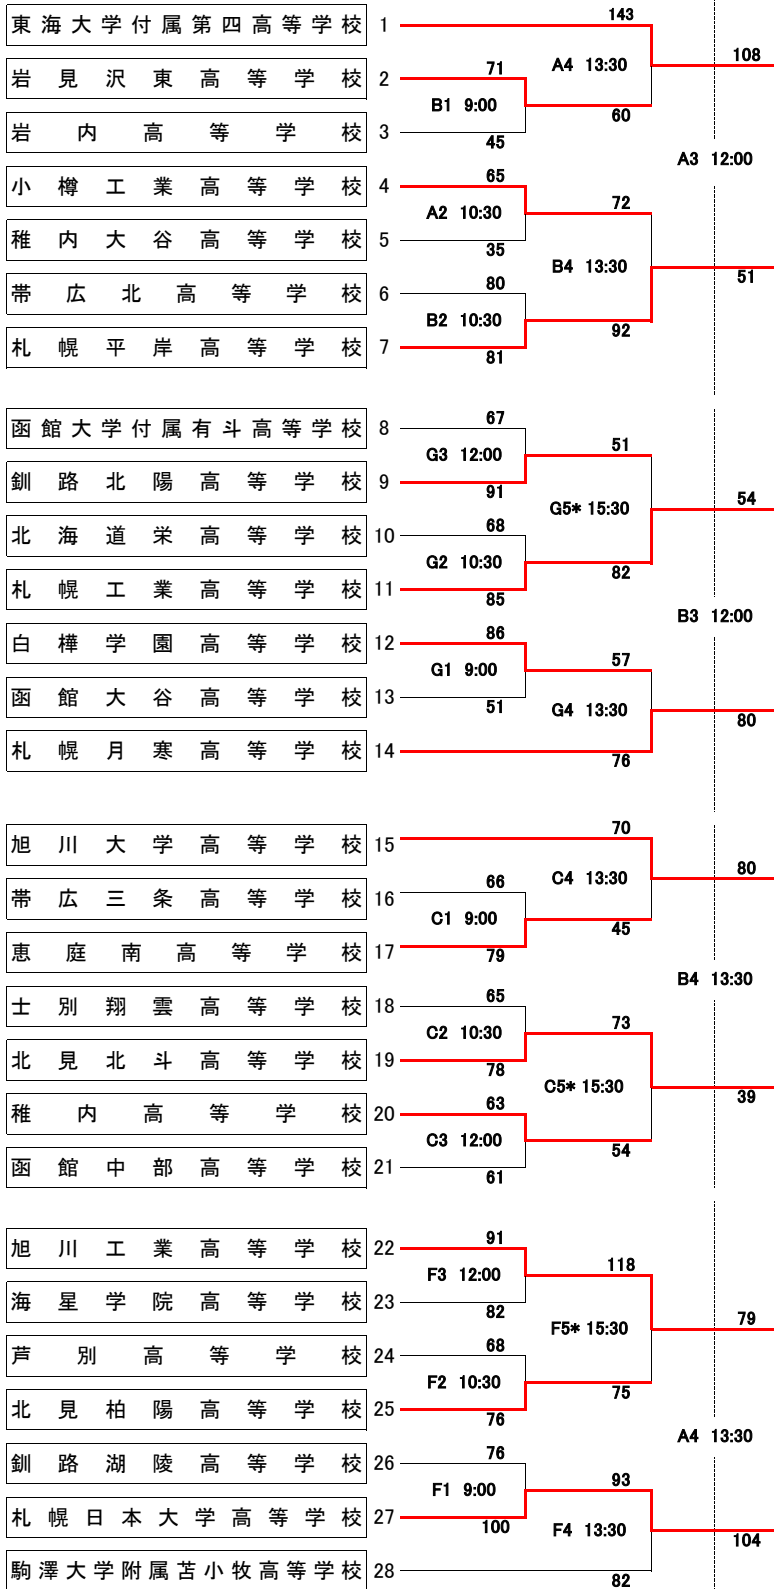 東海大学付属第四高等学校 1 143
108
岩見沢東高等学校 2 71 A4 13:30
B1 9:00 60
岩内高等学校 3 45
A3 12:00
小樽工業高等学校 4 65 72
A2 10:30
稚内大谷高等学校 5 35
B4 13:30 51
帯広北高等学校 6 80
B2 10:30 92
札幌平岸高等学校 7 81
函館大学付属有斗高等学校 8 67 51
G3 12:00
釧路北陽高等学校 9 91
G5* 15:30 54
北海道栄高等学校 10 68
G2 10:30 82
札幌工業高等学校 11 85
B3 12:00
白樺学園高等学校 12 86 57
G1 9:00
函館大谷高等学校 13 51
G4 13:30 80
札幌月寒高等学校 14 76
旭川大学高等学校 15 70
80
帯広三条高等学校 16 66 C4 13:30
C1 9:00 45
恵庭南高等学校 17 79
B4 13:30
士別翔雲高等学校 18 65 73
C2 10:30
北見北斗高等学校 19 78
C5* 15:30 39
稚内高等学校 20 63
C3 12:00 54
函館中部高等学校 21 61
旭川工業高等学校 22 91 118
F3 12:00
海星学院高等学校 23 82
F5* 15:30 79
芦別高等学校 24 68
F2 10:30 75
北見柏陽高等学校 25 76
A4 13:30
釧路湖陵高等学校 26 76 93
F1 9:00
札幌日本大学高等学校 27 100
F4 13:30 104
駒澤大学附属苫小牧高等学校 28 82